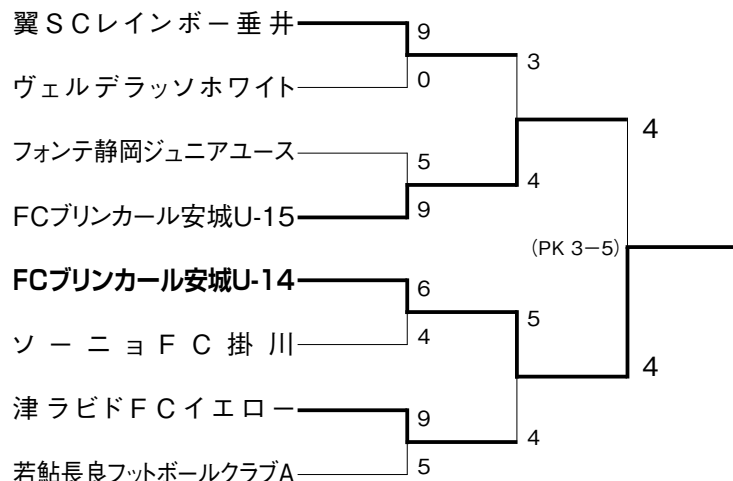 翼SCレインボー垂井
9
3
0
ヴェルデラッソホワイト
4
フォンテ静岡ジュニアユース
5
4
9
FCブリンカール安城U-15
(PK 3−5)
FCブリンカール安城U-14
6
5
4
ソーニョFC掛川
4
津ラビドFCイエロー
9
4
5
若鮎長良フットボールクラブA